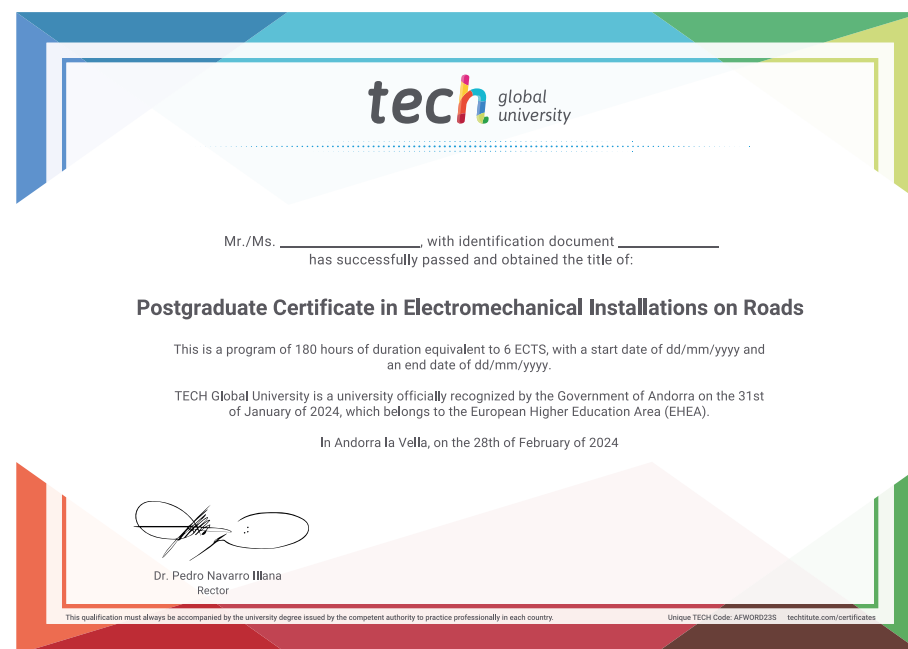 tech global university
Mr./Ms. ____________, with identification document ____________
has successfully passed and obtained the title of:
Postgraduate Certificate in Electromechanical Installations on Roads
This is a program of 180 hours of duration equivalent to 6 ECTS, with a start date of dd/mm/yyyy and
an end date of dd/mm/yyyy.
TECH Global University is a university officially recognized by the Government of Andorra on the 31st
of January of 2024, which belongs to the European Higher Education Area (EHEA).
In Andorra la Vella, on the 28th of February of 2024
Dr. Pedro Navarro Illana
Rector
This qualification must always be accompanied by the university degree issued by the competent authority to practice professionally in each country.
Unique TECH Code: AFWORD23S techtitute.com/certificates